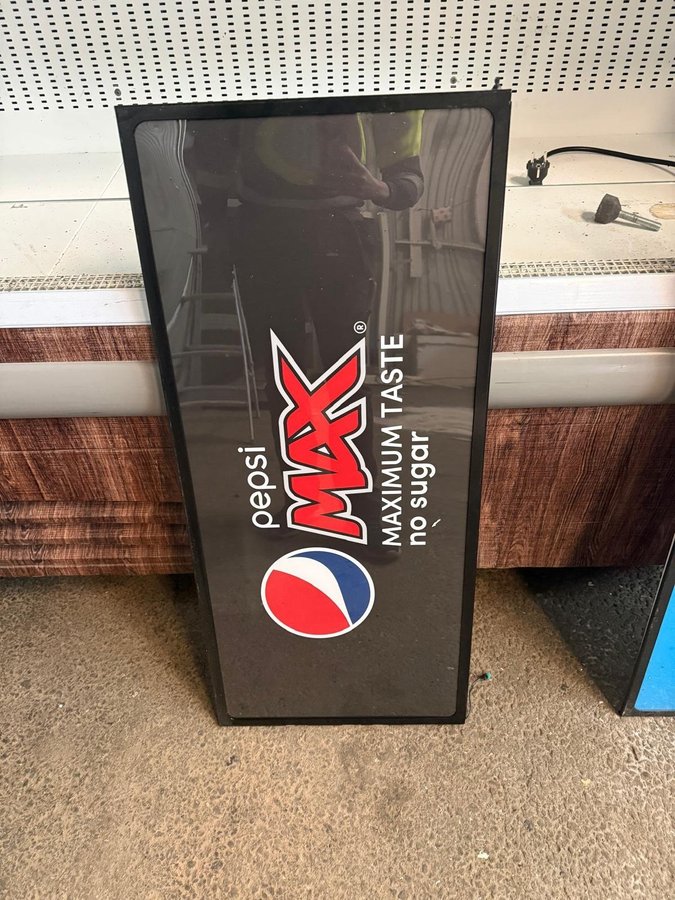 pepsi
MAX®
MAXIMUM TASTE
no sugar